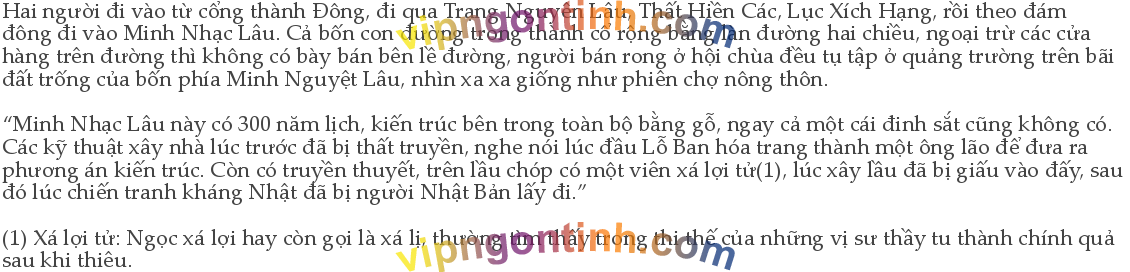 Hai người đi vào từ cổng thành Đông, đi qua Trạng Nguyên Lâu, Thất Hiền Các, Lục Xích Hạng, rồi theo đám
đông đi vào Minh Nhạc Lâu. Cả bốn con đường trong thành có rộng bằng làn đường hai chiều, ngoại trừ các cửa
hàng trên đường thì không có bày bán bên lề đường, người bán rong ở hội chùa đều tụ tập ở quảng trường trên bãi
đất trống của bốn phía Minh Nguyệt Lâu, nhìn xa xa giống như phiên chợ nông thôn.
“Minh Nhạc Lâu này có 300 năm lịch, kiến trúc bên trong toàn bộ bằng gỗ, ngay cả một cái đinh sắt cũng không có.
Các kỹ thuật xây nhà lúc trước đã bị thất truyền, nghe nói lúc đầu Lỗ Ban hóa trang thành một ông lão để đưa ra
phương án kiến trúc. Còn có truyền thuyết, trên lầu chóp có một viên xá lợi tử(1), lúc xây lầu đã bị giấu vào đấy, sau
đó lúc chiến tranh kháng Nhật đã bị người Nhật Bản lấy đi.”
(1) Xá lợi tử: Ngọc xá lợi hay còn gọi là xá lị, thường tìm thấy trong thi thể của những vị sư thầy tu thành chính quả
sau khi thiêu.
vipngontinh.com
vipngontinh.com